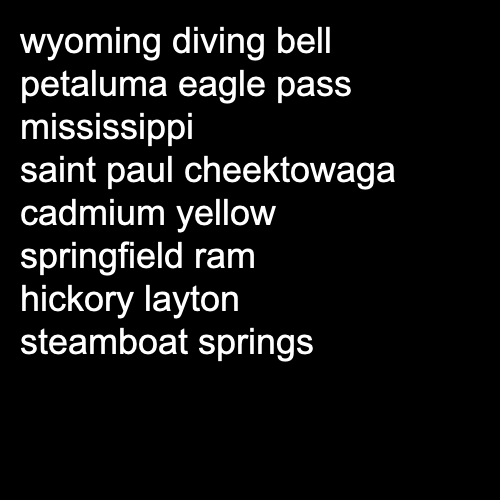 wyoming diving bell
petaluma eagle pass
mississippi
saint paul cheektowaga
cadmium yellow
springfield ram
hickory layton
steamboat springs